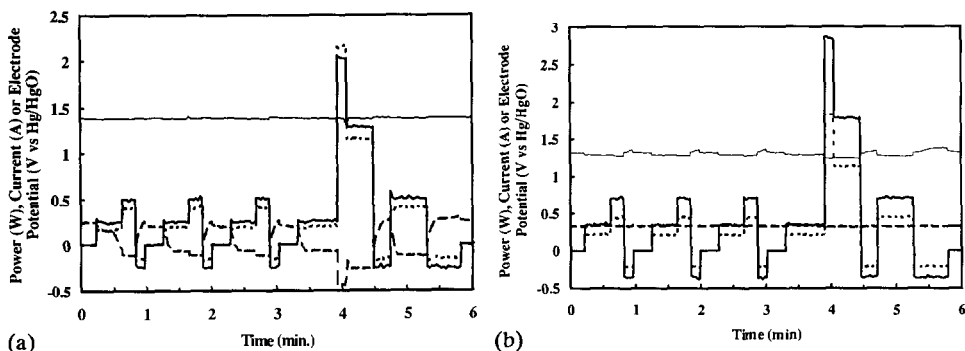 Power (W), Current (A) or Electrode
Potential (V vs Hg/HgO)
2.5
2
1.5
1
0.5
0
-0.5
0 1 2 3 4 5 6
Time (min.)
(a)
Power (W), Current (A) or Electrode
Potential (V vs Hg/HgO)
3
2.5
2
1.5
1
0.5
0
-0.5
0 1 2 3 4 5 6
Time (min)
(b)